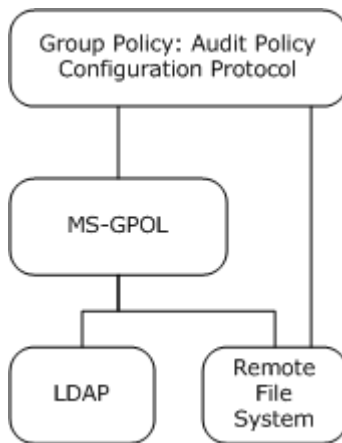 Group Policy: Audit Policy
Configuration Protocol
MS-GPOL
LDAP
Remote
File
System